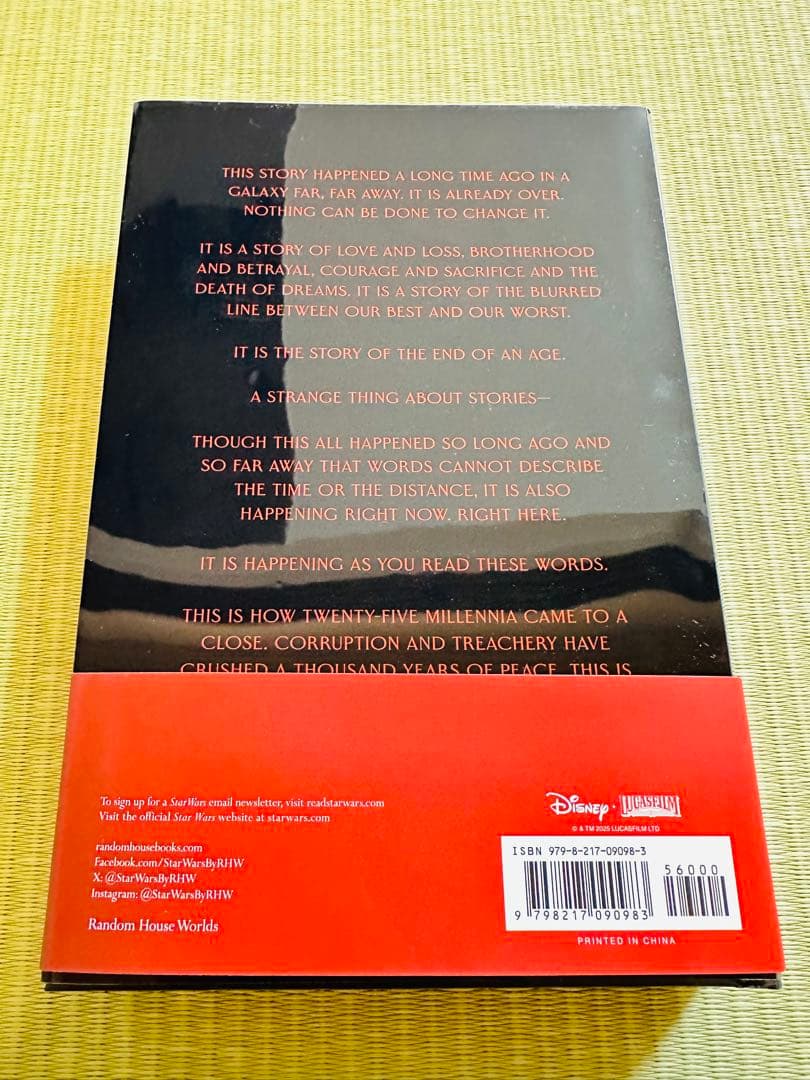 THIS STORY HAPPENED A LONG TIME AGO IN A
GALAXY FAR, FAR AWAY. IT IS ALREADY OVER.
NOTHING CAN BE DONE TO CHANGE IT.
IT IS A STORY OF LOVE AND LOSS, BROTHERHOOD
AND BETRAYAL, COURAGE AND SACRIFICE AND THE
DEATH OF DREAMS. IT IS A STORY OF THE BLURRED
LINE BETWEEN OUR BEST AND OUR WORST.
IT IS THE STORY OF THE END OF AN AGE.
A STRANGE THING ABOUT STORIES—
THOUGH THIS ALL HAPPENED SO LONG AGO AND
SO FAR AWAY THAT WORDS CANNOT DESCRIBE
THE TIME OR THE DISTANCE, IT IS ALSO
HAPPENING RIGHT NOW. RIGHT HERE.
IT IS HAPPENING AS YOU READ THESE WORDS.
THIS IS HOW TWENTY-FIVE MILLENNIA CAME TO A
CLOSE. CORRUPTION AND TREACHERY HAVE
CRUSHED A THOUSAND YEARS OF PEACE. THIS IS
To sign up for a Star Wars email newsletter, visit readstarwars.com
Visit the official Star Wars website at starwars.com
randomhousebooks.com
Facebook.com/StarWarsByRHW
X: @StarWarsByRHW
Instagram: @StarWarsByRHW
Random House Worlds
Disney · LUCASFILM
© & TM 2025 LUCASFILM LTD
ISBN 979-8-217-09098-3
56000
9 798217 090983
PRINTED IN CHINA